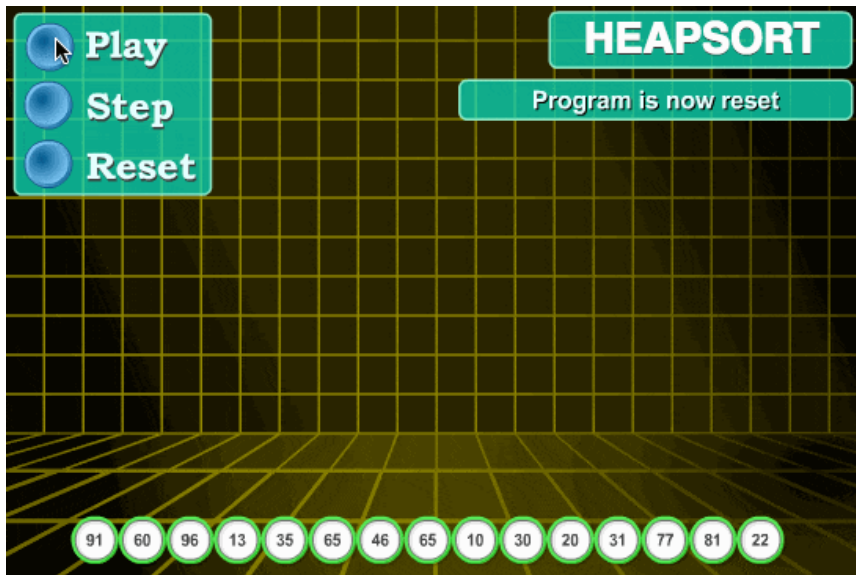 Play
Step
Reset
HEAPSORT
Program is now reset
91 60 96 13 35 65 46 65 10 30 20 31 77 81 22